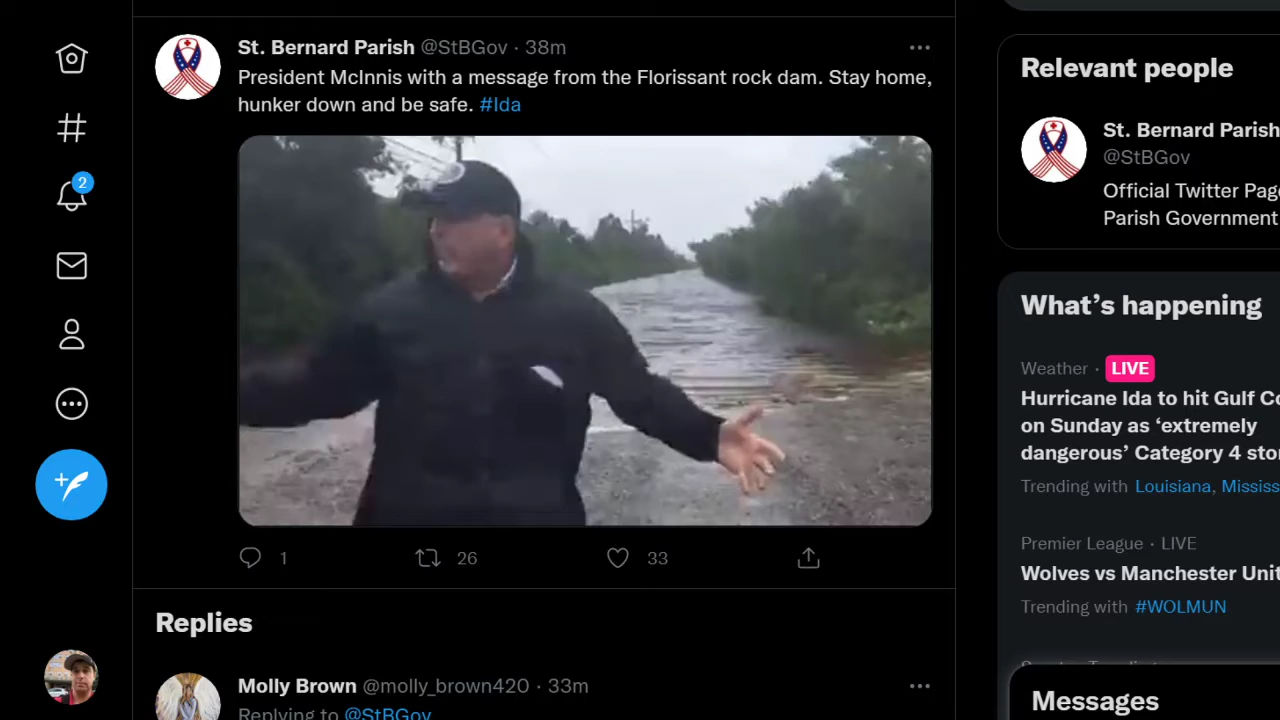 St. Bernard Parish @StBGov · 38m
President McInnis with a message from the Florissant rock dam. Stay home,
hunker down and be safe. #Ida
1 26 33
Replies
Molly Brown @molly_brown420 · 33m
Replying to @StBGov
2
Relevant people
St. Bernard Parish
@StBGov
Official Twitter Page
Parish Government
What's happening
Weather · LIVE
Hurricane Ida to hit Gulf Co
on Sunday as ‘extremely
dangerous’ Category 4 stor
Trending with Louisiana, Mississ
Premier League · LIVE
Wolves vs Manchester Unit
Trending with #WOLMUN
Messages